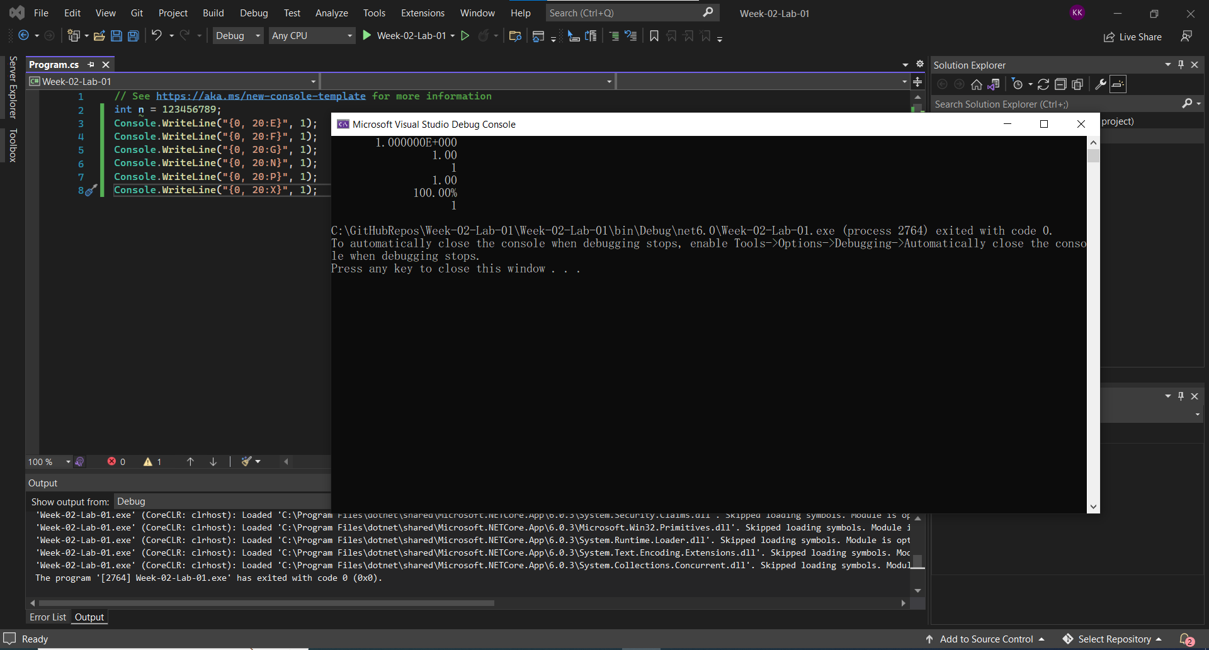 File Edit View Git Project Build Debug Test Analyze Tools Extensions Window Help Search (Ctrl+Q) Week-02-Lab-01 KK
Debug Any CPU Week-02-Lab-01 Live Share
Server Explorer
Toolbox
Program.cs
Week-02-Lab-01
1 // See https://aka.ms/new-console-template for more information
2 int n = 123456789;
3 Console.WriteLine("{0, 20:E}", 1);
4 Console.WriteLine("{0, 20:F}", 1);
5 Console.WriteLine("{0, 20:G}", 1);
6 Console.WriteLine("{0, 20:N}", 1);
7 Console.WriteLine("{0, 20:P}", 1);
8 Console.WriteLine("{0, 20:X}", 1);
Microsoft Visual Studio Debug Console
1.000000E+000
1.00
1
1.00
100.00%
1
C:\GitHubRepos\Week-02-Lab-01\Week-02-Lab-01\bin\Debug\net6.0\Week-02-Lab-01.exe (process 2764) exited with code 0.
To automatically close the console when debugging stops, enable Tools->Options->Debugging->Automatically close the conso
le when debugging stops.
Press any key to close this window . . .
Solution Explorer
Search Solution Explorer (Ctrl+;)
project)
100 % 0 1
Output
Show output from: Debug
'Week-02-Lab-01.exe' (CoreCLR: clrhost): Loaded 'C:\Program Files\dotnet\shared\Microsoft.NETCore.App\6.0.3\System.Security.Claims.dll'. Skipped loading symbols. Module is op
'Week-02-Lab-01.exe' (CoreCLR: clrhost): Loaded 'C:\Program Files\dotnet\shared\Microsoft.NETCore.App\6.0.3\Microsoft.Win32.Primitives.dll'. Skipped loading symbols. Module i
'Week-02-Lab-01.exe' (CoreCLR: clrhost): Loaded 'C:\Program Files\dotnet\shared\Microsoft.NETCore.App\6.0.3\System.Runtime.Loader.dll'. Skipped loading symbols. Module is opt
'Week-02-Lab-01.exe' (CoreCLR: clrhost): Loaded 'C:\Program Files\dotnet\shared\Microsoft.NETCore.App\6.0.3\System.Text.Encoding.Extensions.dll'. Skipped loading symbols. Moc
'Week-02-Lab-01.exe' (CoreCLR: clrhost): Loaded 'C:\Program Files\dotnet\shared\Microsoft.NETCore.App\6.0.3\System.Collections.Concurrent.dll'. Skipped loading symbols. Modul
The program '[2764] Week-02-Lab-01.exe' has exited with code 0 (0x0).
Error List Output
Ready Add to Source Control Select Repository 2